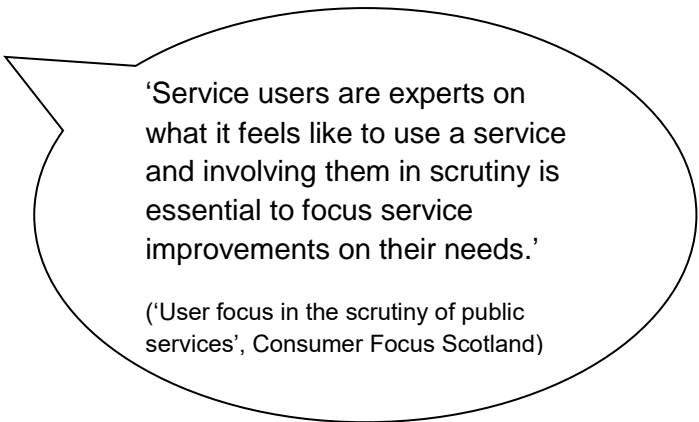 ‘Service users are experts on
what it feels like to use a service
and involving them in scrutiny is
essential to focus service
improvements on their needs.’
(‘User focus in the scrutiny of public
services’, Consumer Focus Scotland)